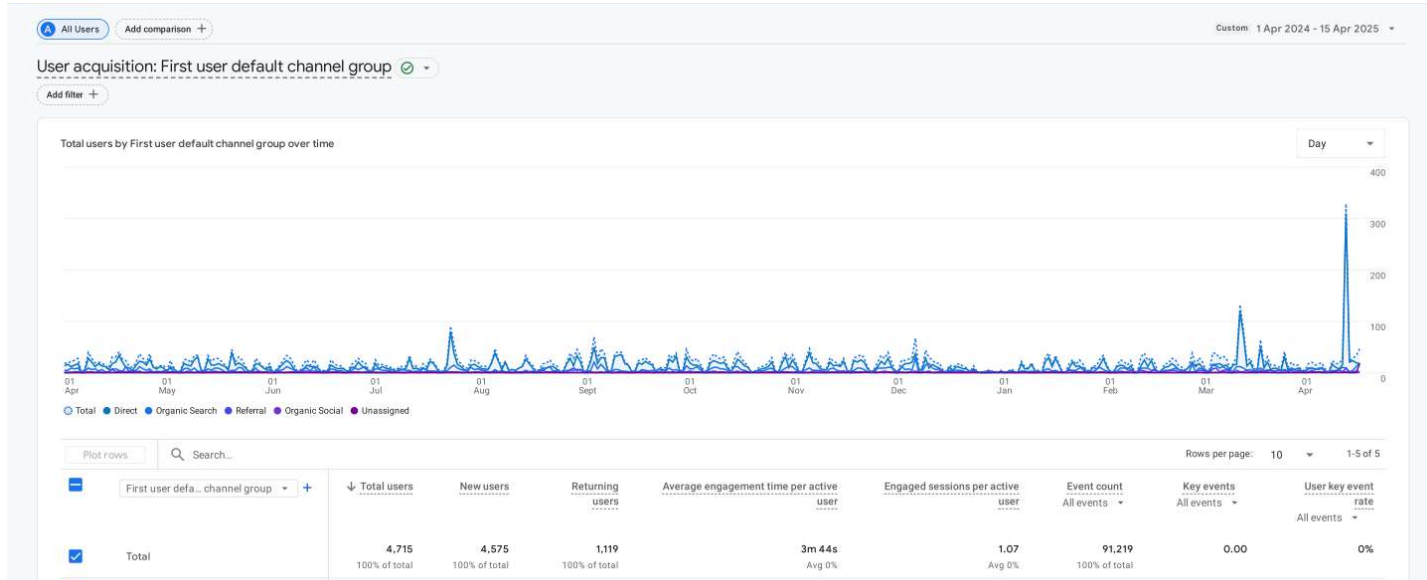 A All Users Add comparison + Custom 1 Apr 2024 - 15 Apr 2025
User acquisition: First user default channel group
Add filter +
Total users by First user default channel group over time Day
400
300
200
100
0
01 01 01 01 01 01 01 01 01 01 01 01 01
Apr May Jun Jul Aug Sept Oct Nov Dec Jan Feb Mar Apr
Total Direct Organic Search Referral Organic Social Unassigned
Plot rows Search... Rows per page: 10 1-5 of 5
First user defa... channel group + ↓ Total users New users Returning Average engagement time per active Engaged sessions per active Event count Key events User key event
users user user All events All events rate
All events
Total 4,715 4,575 1,119 3m 44s 1.07 91,219 0.00 0%
100% of total 100% of total 100% of total Avg 0% Avg 0% 100% of total